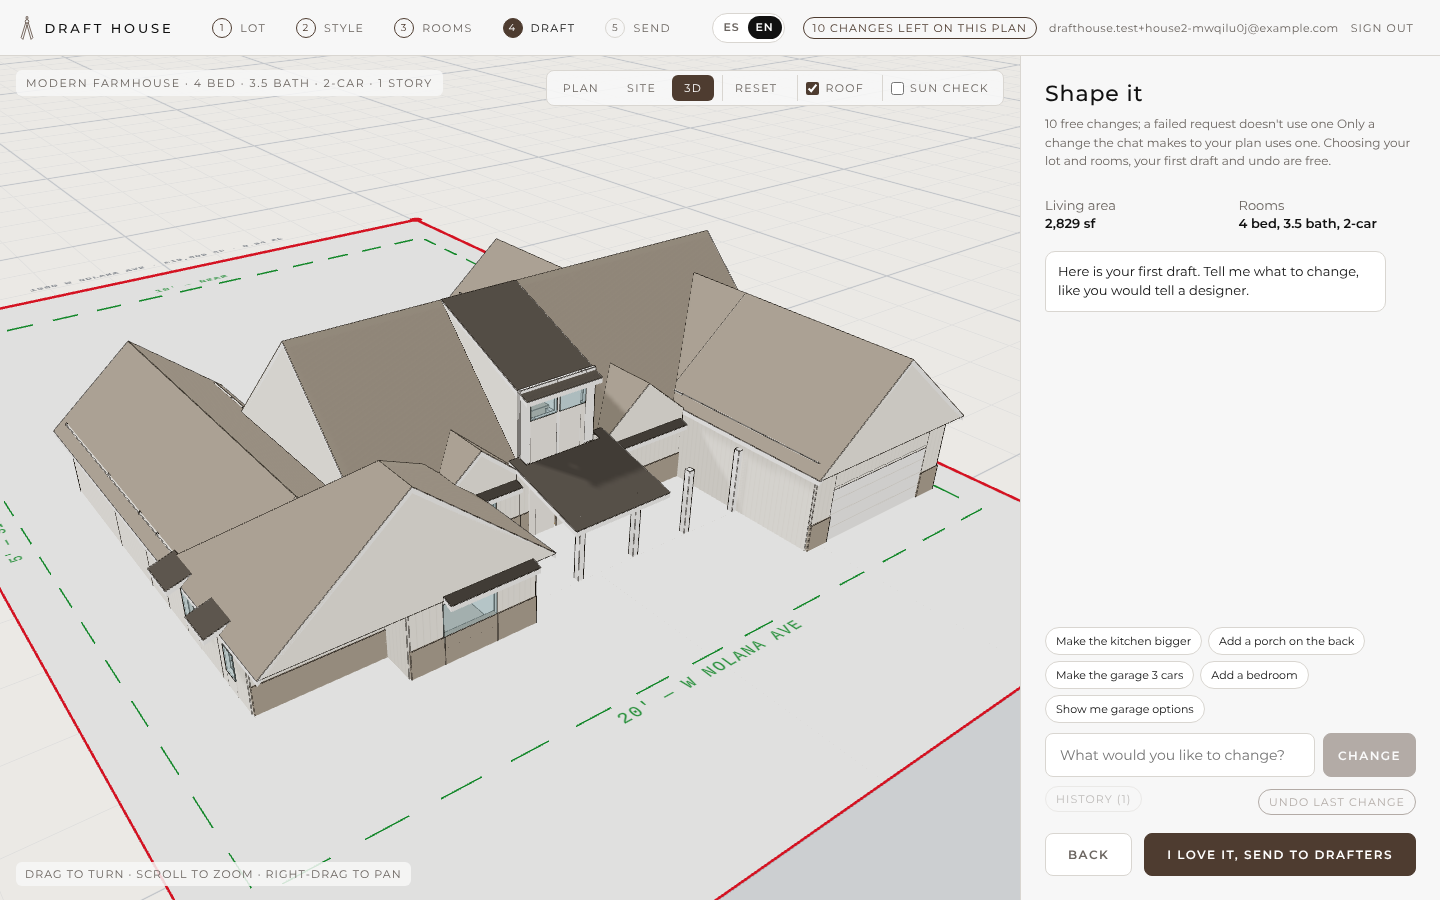 DRAFT HOUSE
1 LOT
2 STYLE
3 ROOMS
4 DRAFT
5 SEND
ES EN
10 CHANGES LEFT ON THIS PLAN
drafthouse.test+house2-mwqilu0j@example.com
SIGN OUT
MODERN FARMHOUSE · 4 BED · 3.5 BATH · 2-CAR · 1 STORY
PLAN SITE 3D RESET ROOF SUN CHECK
20' — W NOLANA AVE
DRAG TO TURN · SCROLL TO ZOOM · RIGHT-DRAG TO PAN
Shape it
10 free changes; a failed request doesn't use one Only a
change the chat makes to your plan uses one. Choosing your
lot and rooms, your first draft and undo are free.
Living area
2,829 sf
Rooms
4 bed, 3.5 bath, 2-car
Here is your first draft. Tell me what to change,
like you would tell a designer.
Make the kitchen bigger
Add a porch on the back
Make the garage 3 cars
Add a bedroom
Show me garage options
What would you like to change?
CHANGE
HISTORY (1)
UNDO LAST CHANGE
BACK
I LOVE IT, SEND TO DRAFTERS